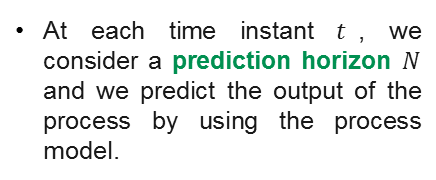 • At each time instant t , we
consider a prediction horizon N
and we predict the output of the
process by using the process
model.